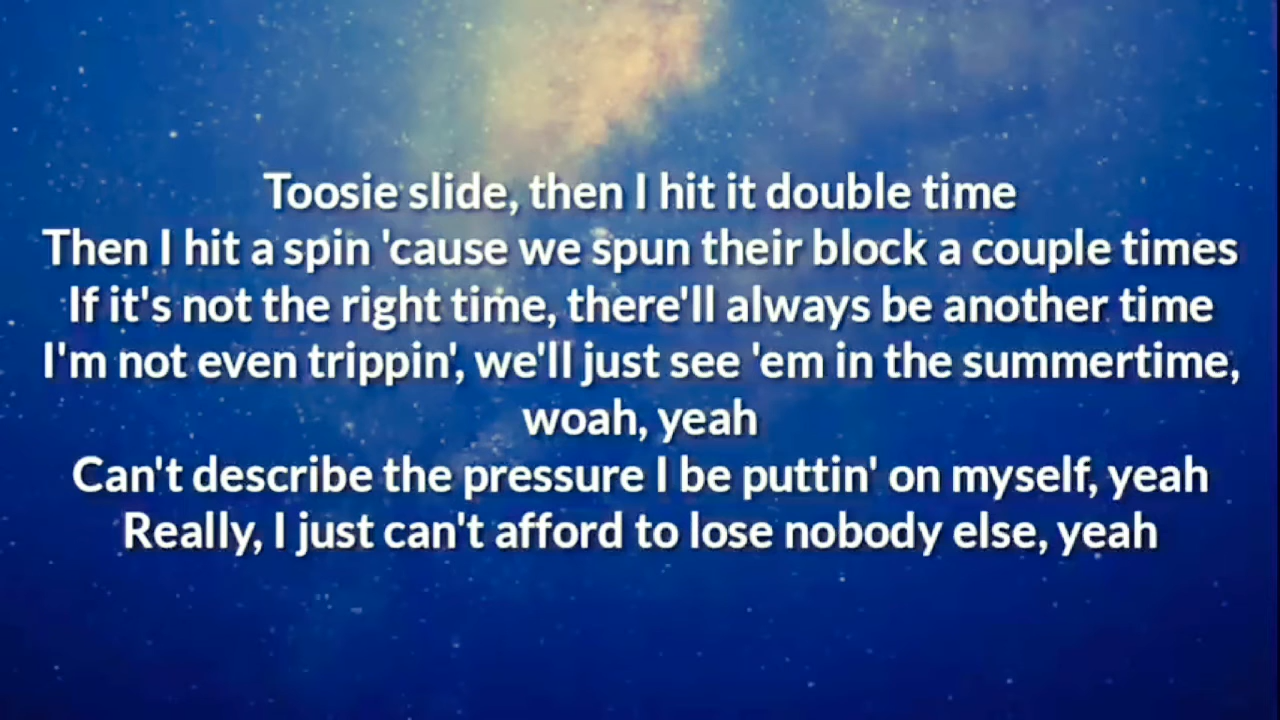 Toosie slide, then I hit it double time
Then I hit a spin 'cause we spun their block a couple times
If it's not the right time, there'll always be another time
I'm not even trippin', we'll just see 'em in the summertime,
woah, yeah
Can't describe the pressure I be puttin' on myself, yeah
Really, I just can't afford to lose nobody else, yeah